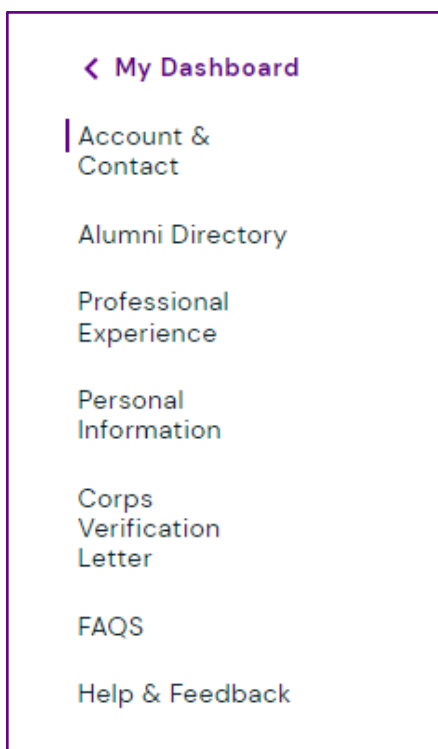 My Dashboard
Account &
Contact
Alumni Directory
Professional
Experience
Personal
Information
Corps
Verification
Letter
FAQS
Help & Feedback